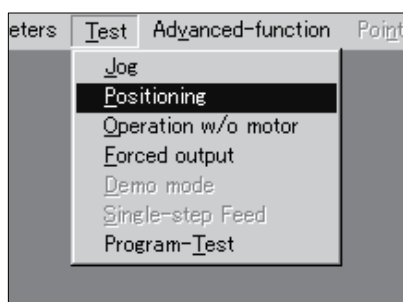 eters Test Advanced-function Point
Jog
Positioning
Operation w/o motor
Forced output
Demo mode
Single-step Feed
Program-Test